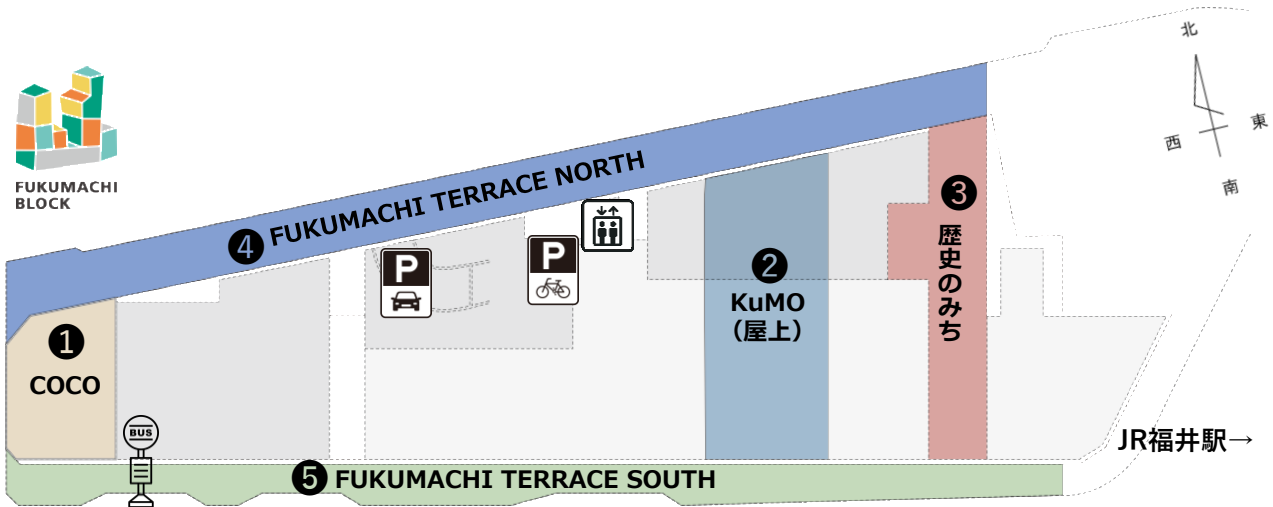 北
東
西
南
FUKUMACHI
BLOCK
❹ FUKUMACHI TERRACE NORTH
P
P
❸
歴史のみち
❷
KuMO
（屋上）
❶
COCO
BUS
JR福井駅→
❺ FUKUMACHI TERRACE SOUTH